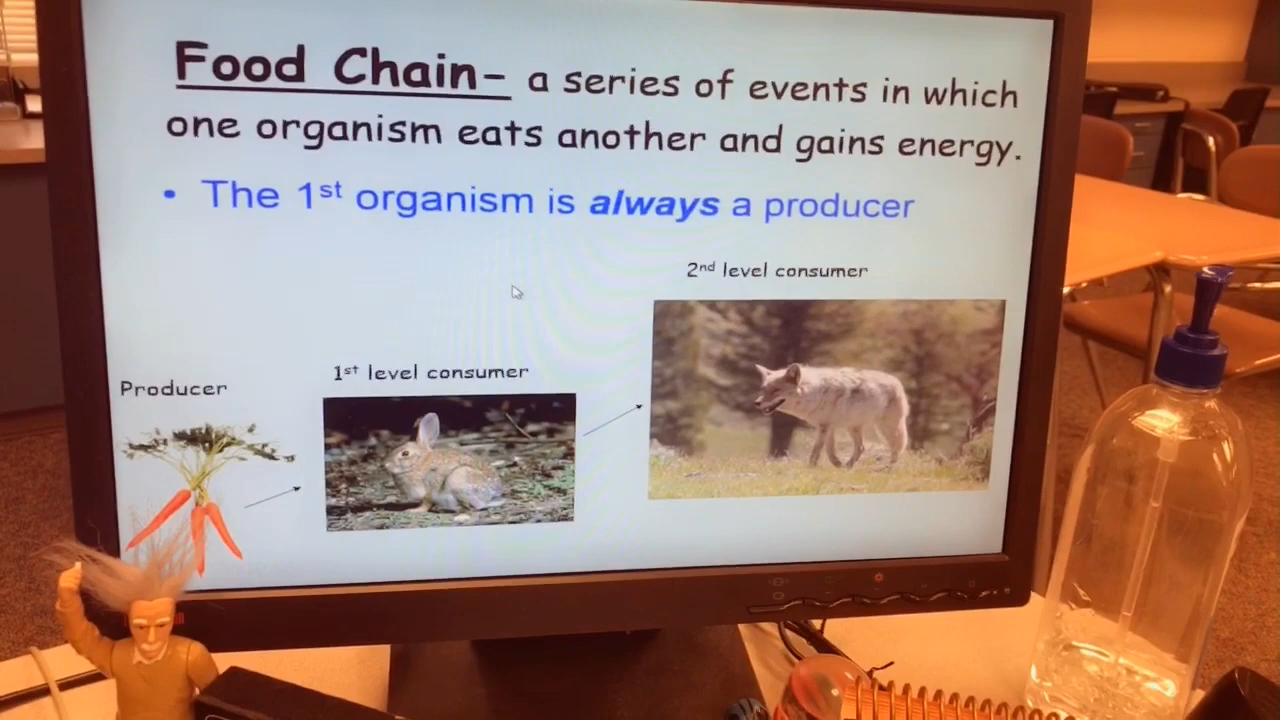 Food Chain- a series of events in which
one organism eats another and gains energy.
• The 1st organism is always a producer
2nd level consumer
1st level consumer
Producer